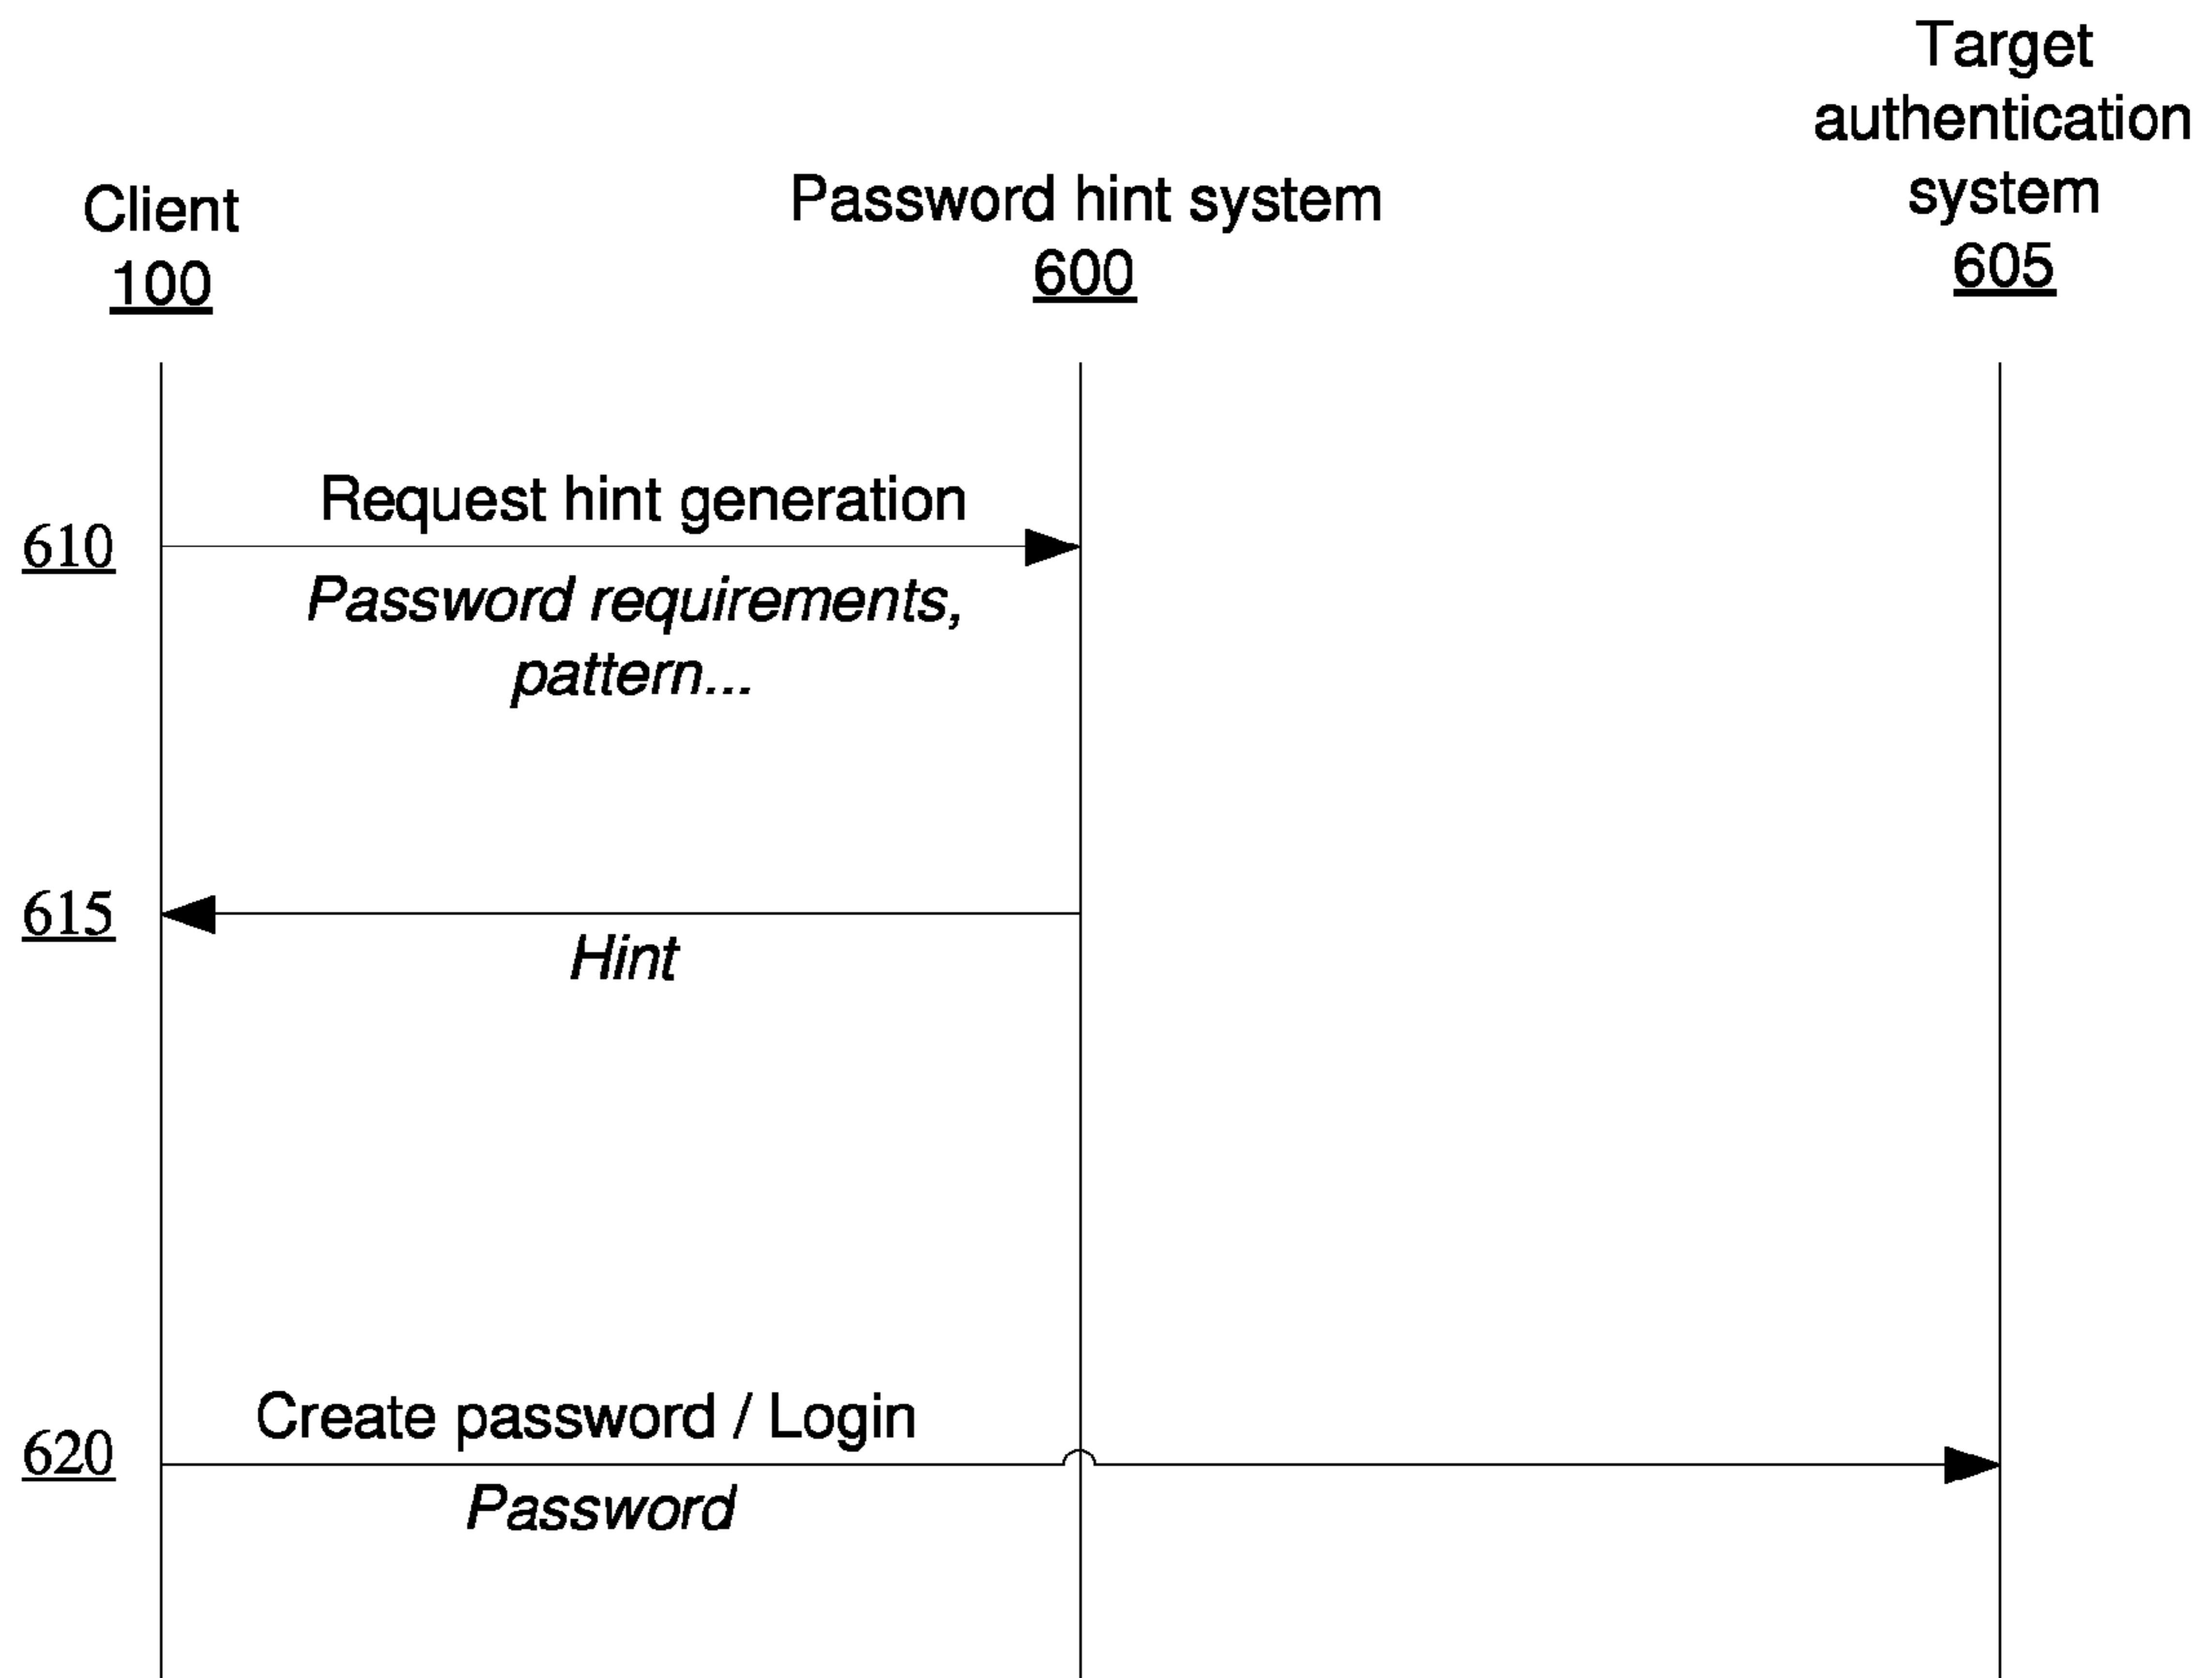 Target
authentication
system
605
Client
100
Password hint system
600
610
Request hint generation
Password requirements,
pattern...
615
Hint
620
Create password / Login
Password